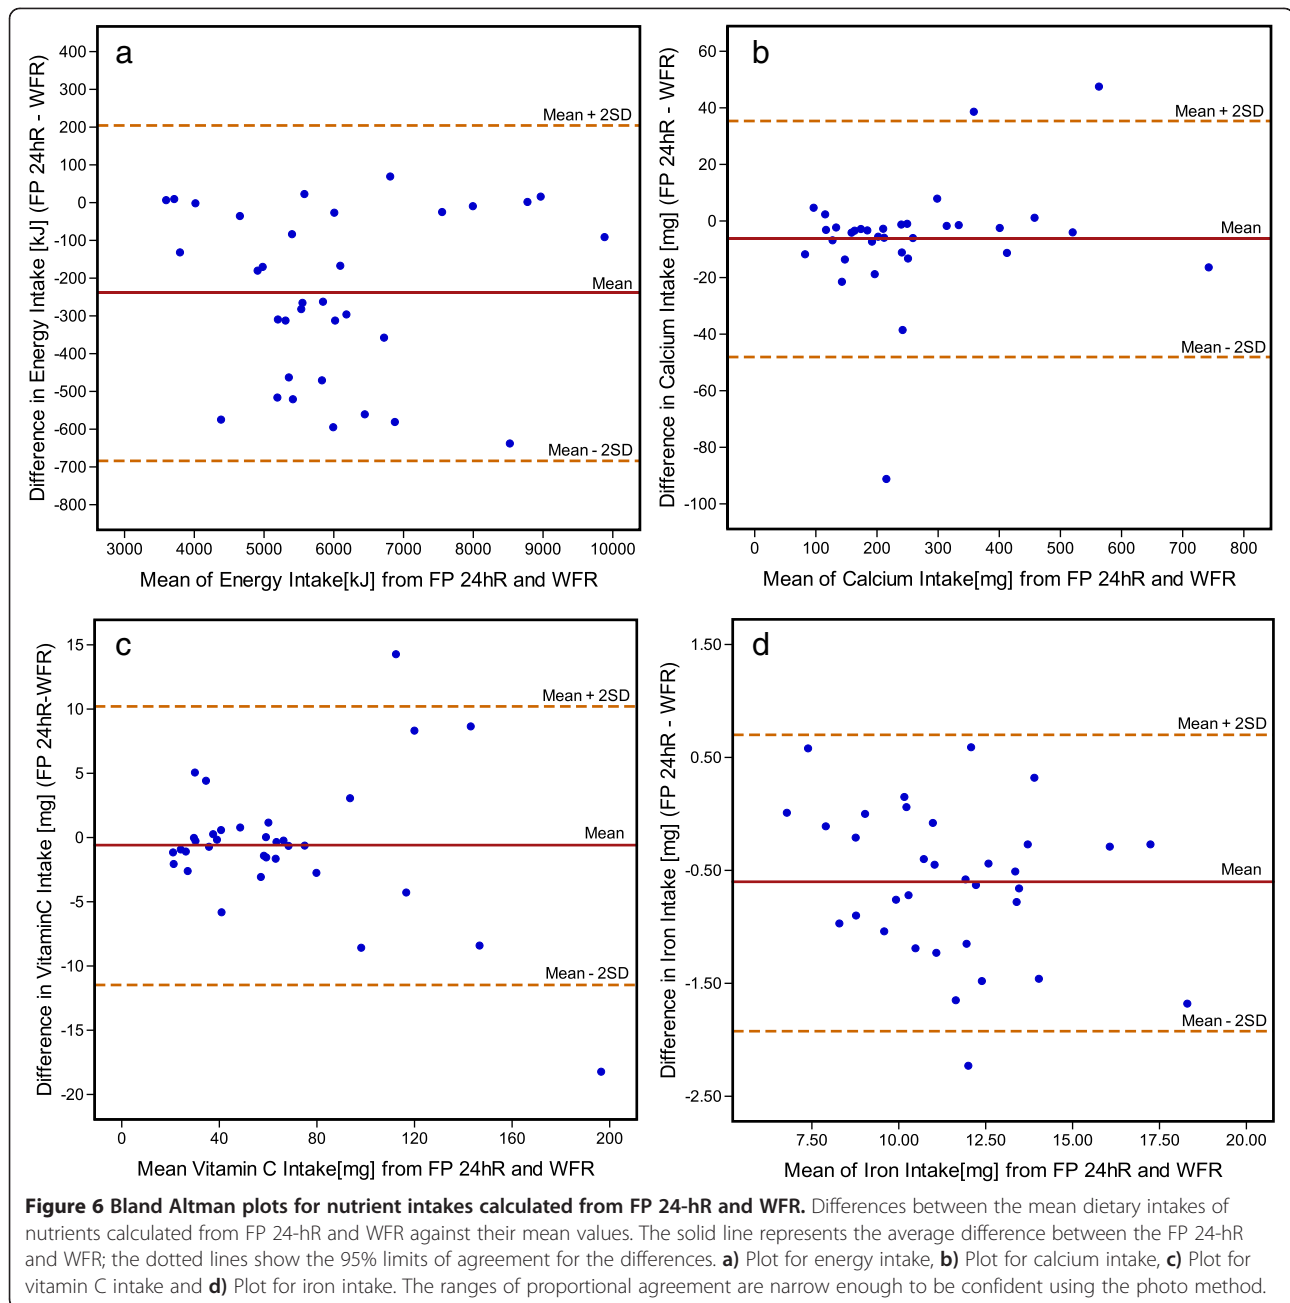 a
400
300
200
100
0
-100
-200
-300
-400
-500
-600
-700
-800
Difference in Energy Intake [kJ] (FP 24hR - WFR)
Mean + 2SD
Mean
Mean - 2SD
3000 4000 5000 6000 7000 8000 9000 10000
Mean of Energy Intake[kJ] from FP 24hR and WFR
b
60
40
20
0
-20
-40
-60
-80
-100
Difference in Calcium Intake [mg] (FP 24hR - WFR)
Mean + 2SD
Mean
Mean - 2SD
0 100 200 300 400 500 600 700 800
Mean of Calcium Intake[mg] from FP 24hR and WFR
c
15
10
5
0
-5
-10
-15
-20
Difference in VitaminC Intake [mg] (FP 24hR-WFR)
Mean + 2SD
Mean
Mean - 2SD
0 40 80 120 160 200
Mean Vitamin C Intake[mg] from FP 24hR and WFR
d
1.50
0.50
-0.50
-1.50
-2.50
Difference in Iron Intake [mg] (FP 24hR - WFR)
Mean + 2SD
Mean
Mean - 2SD
7.50 10.00 12.50 15.00 17.50 20.00
Mean of Iron Intake[mg] from FP 24hR and WFR
Figure 6 Bland Altman plots for nutrient intakes calculated from FP 24-hR and WFR. Differences between the mean dietary intakes of
nutrients calculated from FP 24-hR and WFR against their mean values. The solid line represents the average difference between the FP 24-hR
and WFR; the dotted lines show the 95% limits of agreement for the differences. a) Plot for energy intake, b) Plot for calcium intake, c) Plot for
vitamin C intake and d) Plot for iron intake. The ranges of proportional agreement are narrow enough to be confident using the photo method.